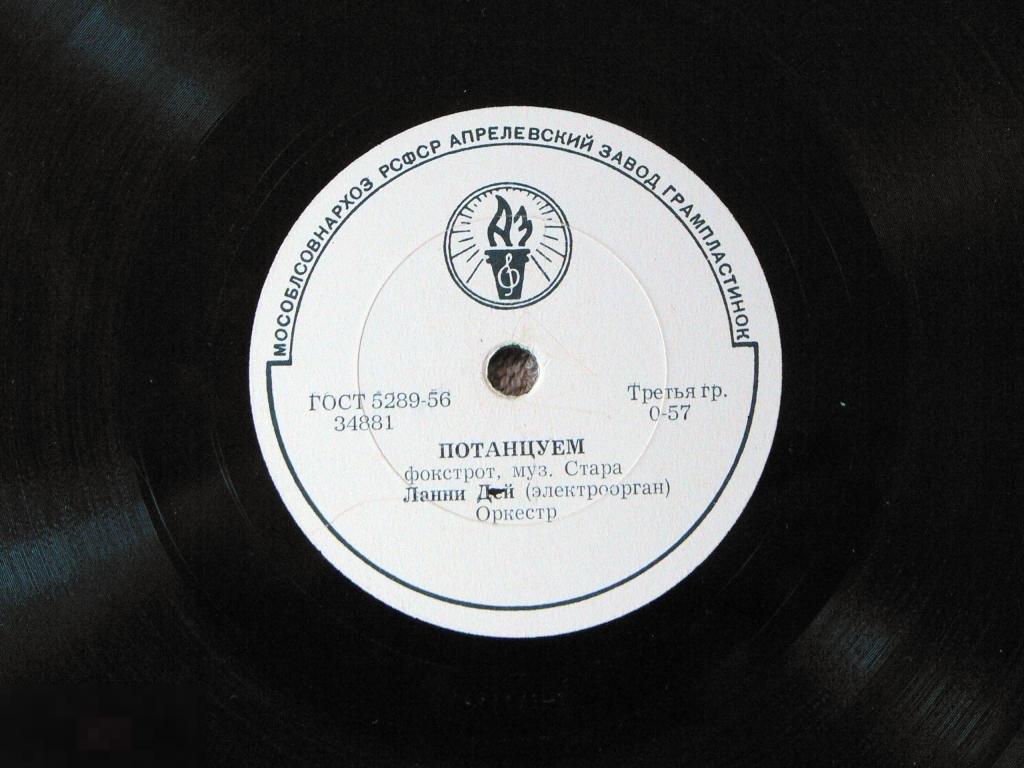 МОСОБЛСОВНАРХОЗ РСФСР АПРЕЛЕВСКИЙ ЗАВОД ГРАМПЛАСТИНОК
АЗ
ГОСТ 5289-56
34881
Третья гр.
0-57
ПОТАНЦУЕМ
фокстрот, муз. Стара
Ланни Дей (электроорган)
Оркестр